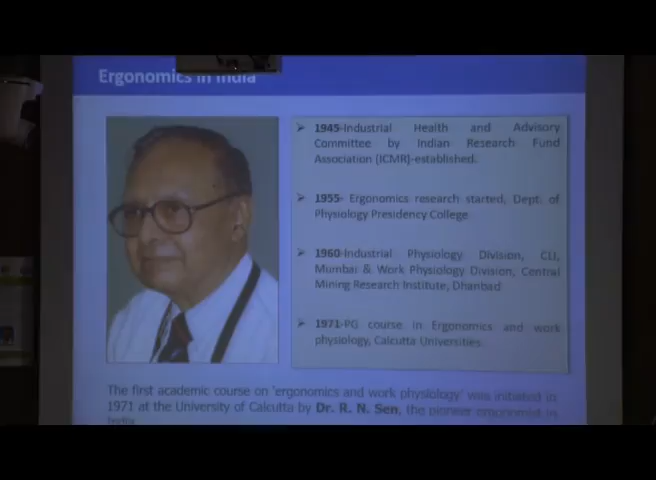 Ergonomics in India
➢ 1945-Industrial Health and Advisory
Committee by Indian Research Fund
Association (ICMR)-established.
➢ 1955- Ergonomics research started, Dept. of
Physiology Presidency College
➢ 1960-Industrial Physiology Division, CLI,
Mumbai & Work Physiology Division, Central
Mining Research Institute, Dhanbad
➢ 1971-PG course in Ergonomics and work
physiology, Calcutta Universities.
The first academic course on 'ergonomics and work physiology' was initiated in
1971 at the University of Calcutta by Dr. R. N. Sen, the pioneer ergonomist in